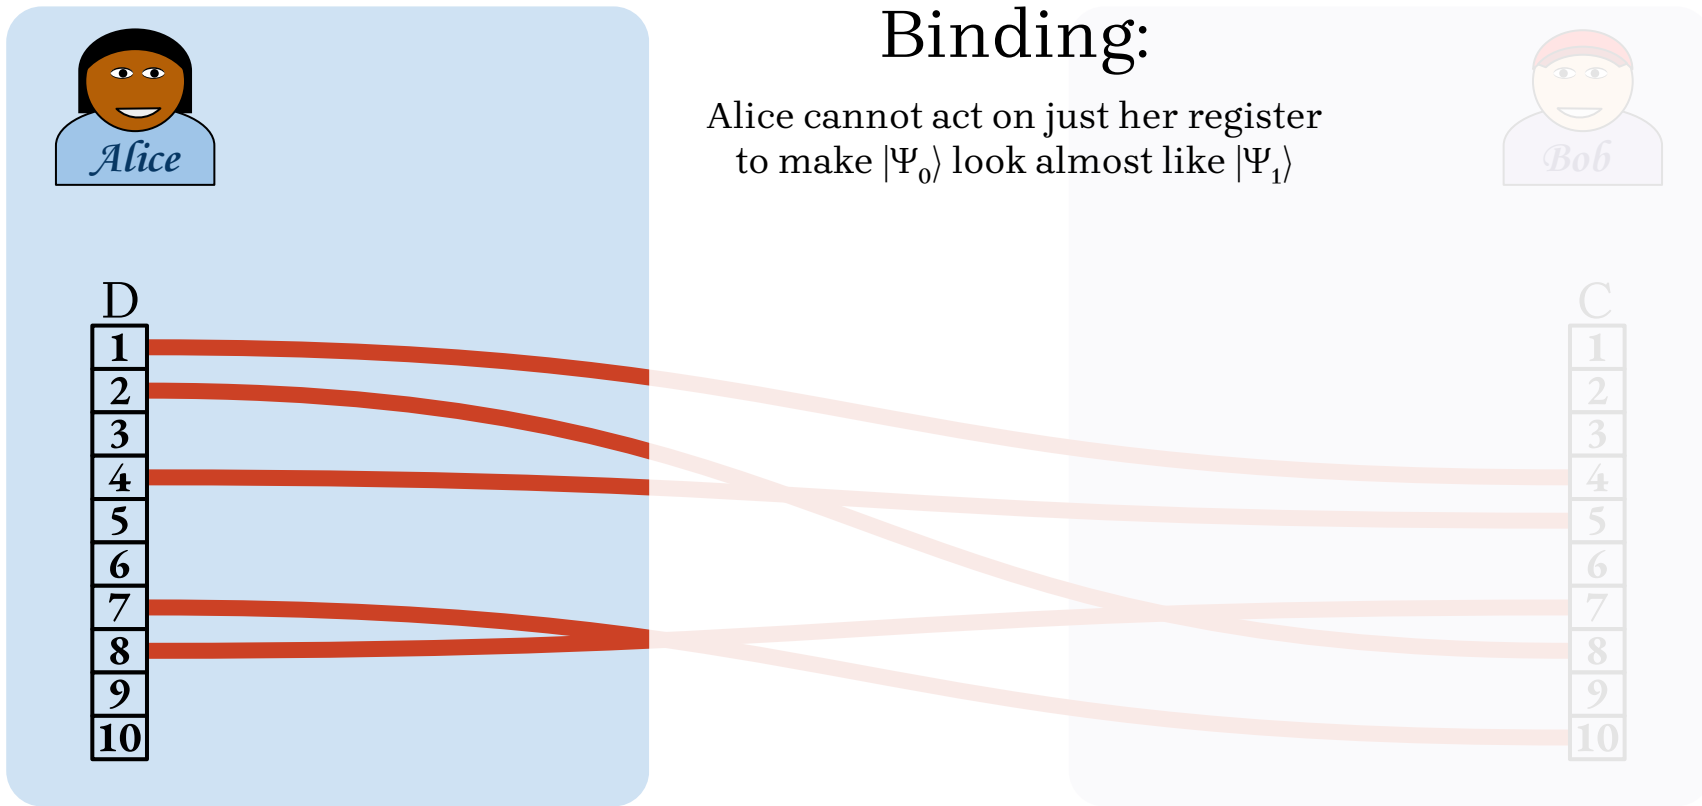 Binding:
Alice cannot act on just her register
to make |Ψ₀⟩ look almost like |Ψ₁⟩
Alice
Bob
D
1
2
3
4
5
6
7
8
9
10
C
1
2
3
4
5
6
7
8
9
10